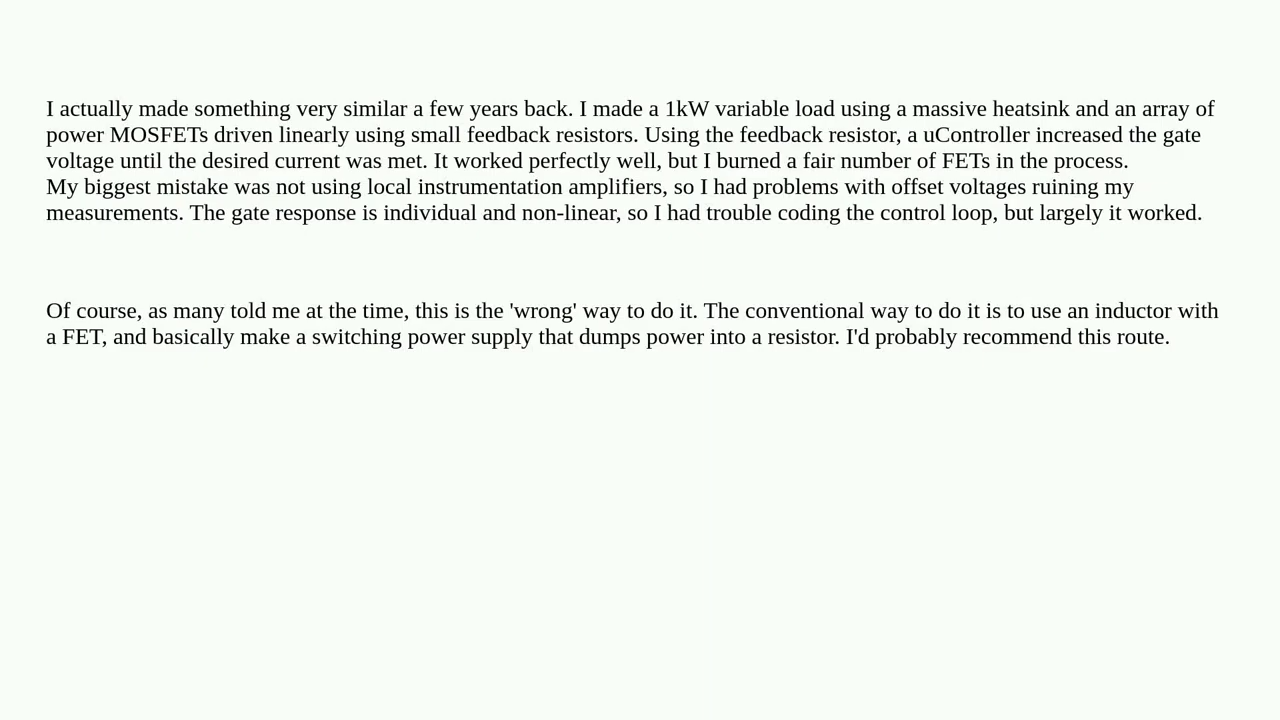 I actually made something very similar a few years back. I made a 1kW variable load using a massive heatsink and an array of
power MOSFETs driven linearly using small feedback resistors. Using the feedback resistor, a uController increased the gate
voltage until the desired current was met. It worked perfectly well, but I burned a fair number of FETs in the process.
My biggest mistake was not using local instrumentation amplifiers, so I had problems with offset voltages ruining my
measurements. The gate response is individual and non-linear, so I had trouble coding the control loop, but largely it worked.
Of course, as many told me at the time, this is the 'wrong' way to do it. The conventional way to do it is to use an inductor with
a FET, and basically make a switching power supply that dumps power into a resistor. I'd probably recommend this route.